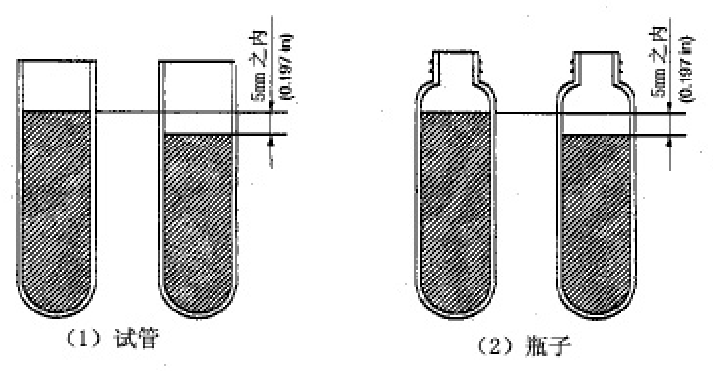 5mm 之内
(0.197 in)
5mm 之内
(0.197 in)
(1) 试管
(2) 瓶子